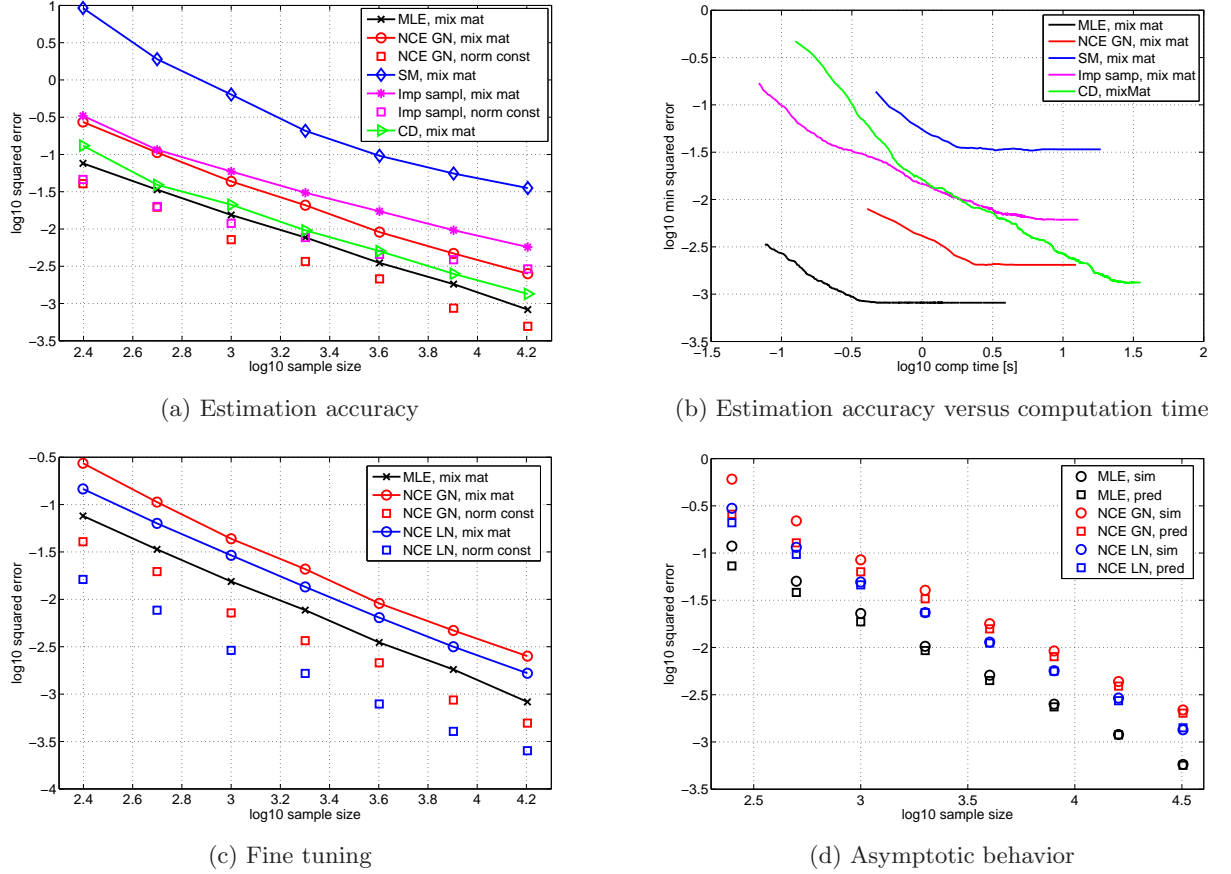 1
0.5
0
−0.5
−1
−1.5
−2
−2.5
−3
−3.5
log10 squared error
2.4 2.6 2.8 3 3.2 3.4 3.6 3.8 4 4.2
log10 sample size
MLE, mix mat
NCE GN, mix mat
NCE GN, norm const
SM, mix mat
Imp sampl, mix mat
Imp sampl, norm const
CD, mix mat
(a) Estimation accuracy
0
−0.5
−1
−1.5
−2
−2.5
−3
−3.5
log10 min squared error
−1.5 −1 −0.5 0 0.5 1 1.5 2
log10 comp time [s]
MLE, mix mat
NCE GN, mix mat
SM, mix mat
Imp samp, mix mat
CD, mixMat
(b) Estimation accuracy versus computation time
−0.5
−1
−1.5
−2
−2.5
−3
−3.5
−4
log10 squared error
2.4 2.6 2.8 3 3.2 3.4 3.6 3.8 4 4.2
log10 sample size
MLE, mix mat
NCE GN, mix mat
NCE GN, norm const
NCE LN, mix mat
NCE LN, norm const
(c) Fine tuning
0
−0.5
−1
−1.5
−2
−2.5
−3
−3.5
log10 squared error
2.5 3 3.5 4 4.5
log10 sample size
MLE, sim
MLE, pred
NCE GN, sim
NCE GN, pred
NCE LN, sim
NCE LN, pred
(d) Asymptotic behavior